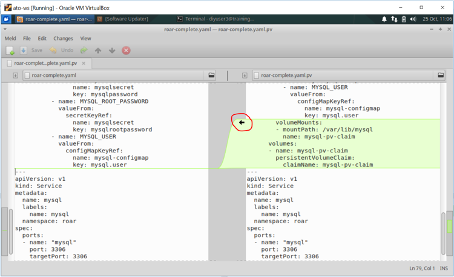 ato-ws [Running] - Oracle VM VirtualBox
roar-complete.yaml — roar-...
[Software Updater]
25 Oct, 11:06
roar-complete.yaml — roar-complete.yaml.pv
Meld File Edit Changes View
Save Undo
roar-complet...plete.yaml.pv
roar-complete.yaml
key: mysqlsecret
key: mysqlpassword
- name: MYSQL_ROOT_PASSWORD
valueFrom:
secretKeyRef:
name: mysqlsecret
key: mysqlrootpassword
- name: MYSQL_USER
valueFrom:
configMapKeyRef:
name: mysql-configmap
key: mysql.user
---
apiVersion: v1
kind: Service
metadata:
name: mysql
labels:
name: mysql
namespace: roar
spec:
ports:
- name: "mysql"
port: 3306
targetPort: 3306
roar-complete.yaml.pv
- name: MYSQL_USER
valueFrom:
configMapKeyRef:
name: mysql-configmap
key: mysql.user
volumeMounts:
- mountPath: /var/lib/mysql
name: mysql-pv-claim
volumes:
- name: mysql-pv-claim
persistentVolumeClaim:
claimName: mysql-pv-claim
---
apiVersion: v1
kind: Service
metadata:
name: mysql
labels:
name: mysql
namespace: roar
spec:
ports:
- name: "mysql"
port: 3306
targetPort: 3306
Ln 79, Col 1 INS